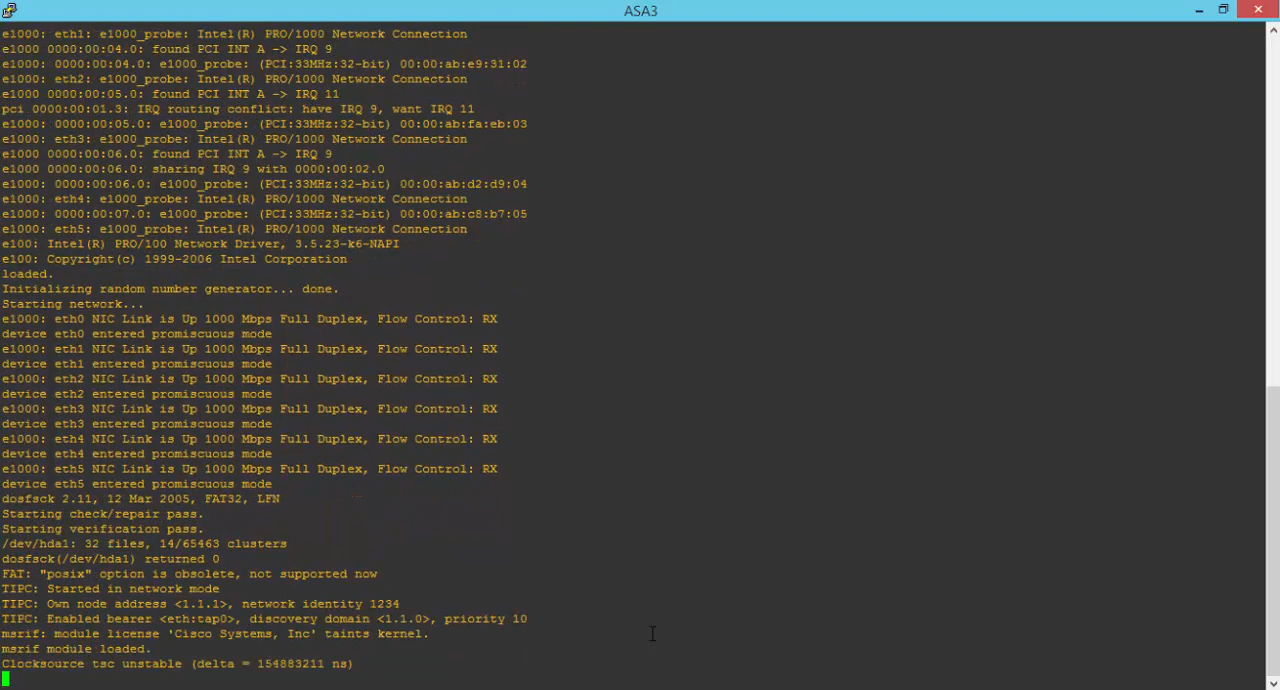 ASA3
e1000: eth1: e1000_probe: Intel(R) PRO/1000 Network Connection
e1000 0000:00:04.0: found PCI INT A -> IRQ 9
e1000: 0000:00:04.0: e1000_probe: (PCI:33MHz:32-bit) 00:00:ab:e9:31:02
e1000: eth2: e1000_probe: Intel(R) PRO/1000 Network Connection
e1000 0000:00:05.0: found PCI INT A -> IRQ 11
pci 0000:00:01.3: IRQ routing conflict: have IRQ 9, want IRQ 11
e1000: 0000:00:05.0: e1000_probe: (PCI:33MHz:32-bit) 00:00:ab:fa:eb:03
e1000: eth3: e1000_probe: Intel(R) PRO/1000 Network Connection
e1000 0000:00:06.0: found PCI INT A -> IRQ 9
e1000 0000:00:06.0: sharing IRQ 9 with 0000:00:02.0
e1000: 0000:00:06.0: e1000_probe: (PCI:33MHz:32-bit) 00:00:ab:d2:d9:04
e1000: eth4: e1000_probe: Intel(R) PRO/1000 Network Connection
e1000: 0000:00:07.0: e1000_probe: (PCI:33MHz:32-bit) 00:00:ab:c8:b7:05
e1000: eth5: e1000_probe: Intel(R) PRO/1000 Network Connection
e100: Intel(R) PRO/100 Network Driver, 3.5.23-k6-NAPI
e100: Copyright(c) 1999-2006 Intel Corporation
loaded.
Initializing random number generator... done.
Starting network...
e1000: eth0 NIC Link is Up 1000 Mbps Full Duplex, Flow Control: RX
device eth0 entered promiscuous mode
e1000: eth1 NIC Link is Up 1000 Mbps Full Duplex, Flow Control: RX
device eth1 entered promiscuous mode
e1000: eth2 NIC Link is Up 1000 Mbps Full Duplex, Flow Control: RX
device eth2 entered promiscuous mode
e1000: eth3 NIC Link is Up 1000 Mbps Full Duplex, Flow Control: RX
device eth3 entered promiscuous mode
e1000: eth4 NIC Link is Up 1000 Mbps Full Duplex, Flow Control: RX
device eth4 entered promiscuous mode
e1000: eth5 NIC Link is Up 1000 Mbps Full Duplex, Flow Control: RX
device eth5 entered promiscuous mode
dosfsck 2.11, 12 Mar 2005, FAT32, LFN
Starting check/repair pass.
Starting verification pass.
/dev/hda1: 32 files, 14/65463 clusters
dosfsck(/dev/hda1) returned 0
FAT: "posix" option is obsolete, not supported now
TIPC: Started in network mode
TIPC: Own node address <1.1.1>, network identity 1234
TIPC: Enabled bearer <eth:tap0>, discovery domain <1.1.0>, priority 10
msrif: module license 'Cisco Systems, Inc' taints kernel.
msrif module loaded.
Clocksource tsc unstable (delta = 154883211 ns)